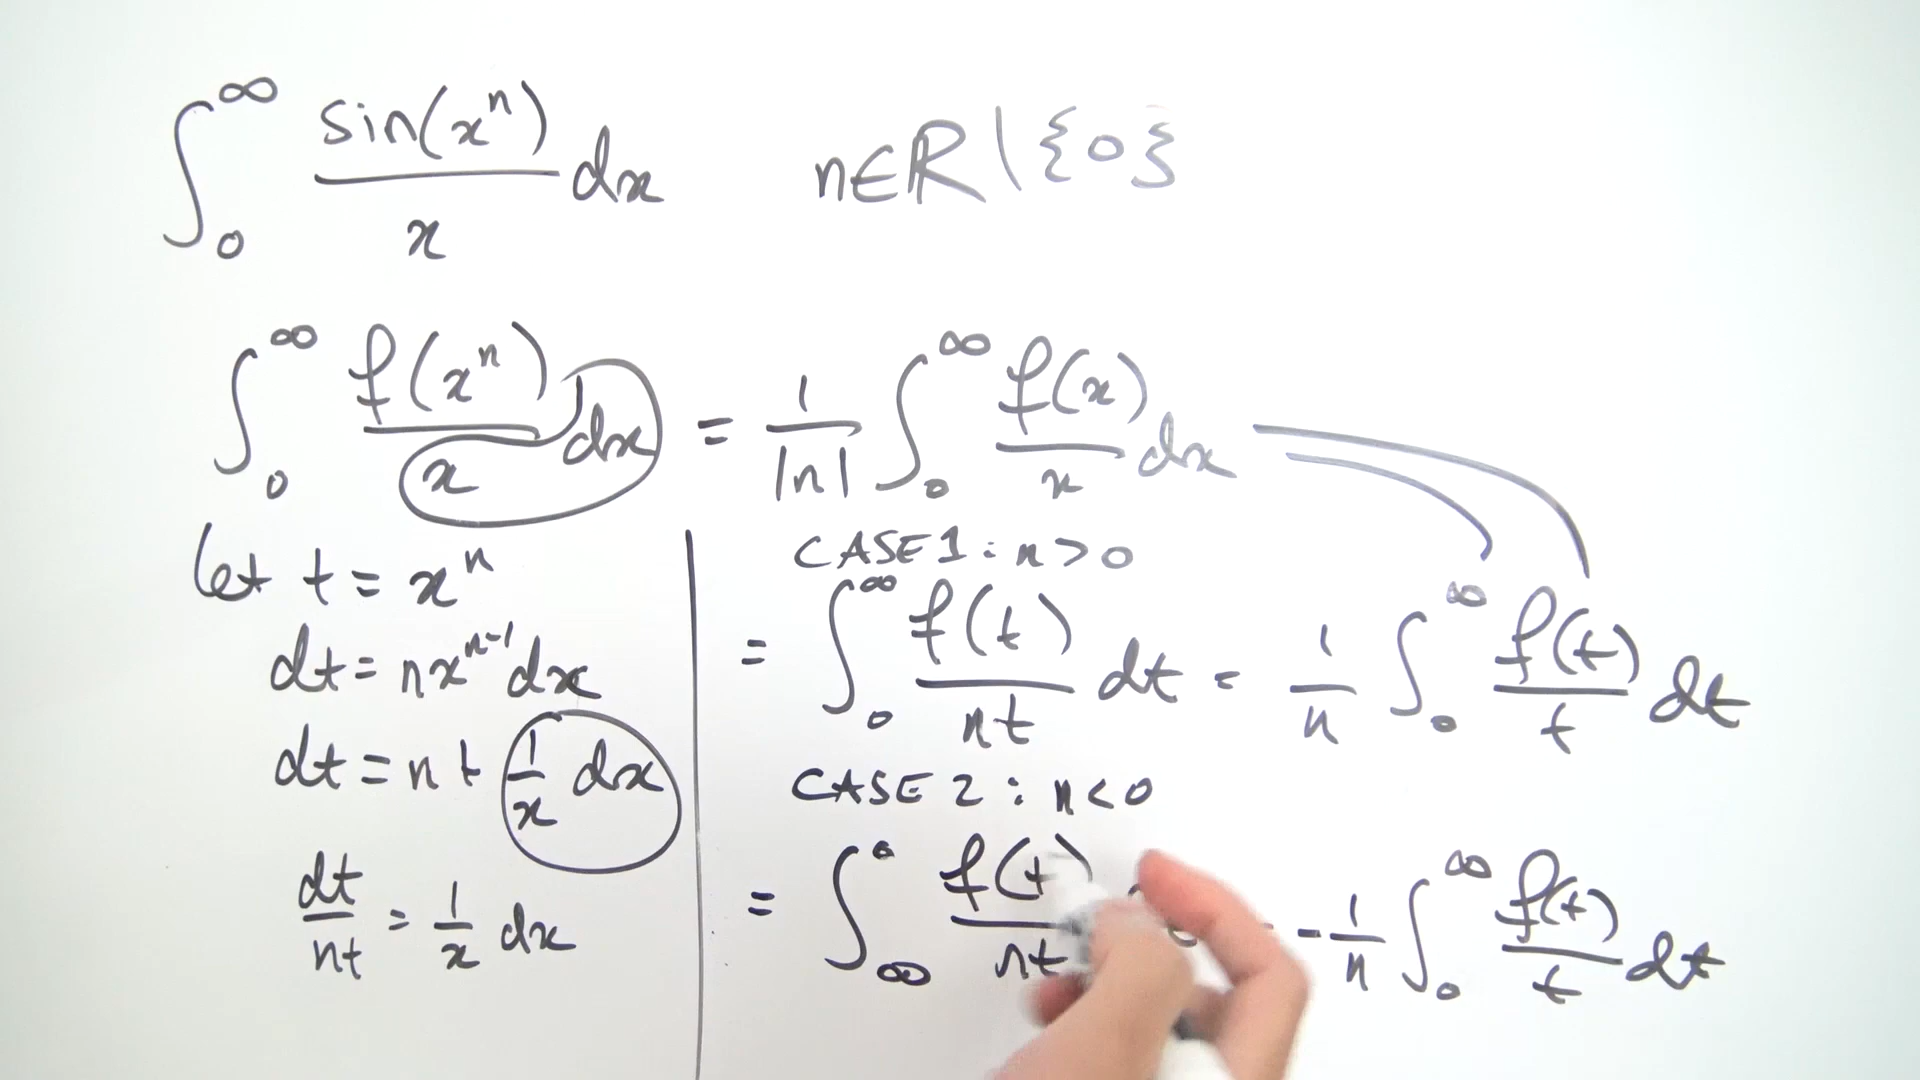 ∫₀^∞ sin(xⁿ)/x dx    n∈ℝ∖{0}
∫₀^∞ f(xⁿ)/x dx = 1/|n| ∫₀^∞ f(x)/x dx
let t = xⁿ
dt = nxⁿ⁻¹dx
dt = nt 1/x dx
dt/nt = 1/x dx
CASE 1: n>0
= ∫₀^∞ f(t)/nt dt = 1/n ∫₀^∞ f(t)/t dt
CASE 2: n<0
= ∫_∞^0 f(t)/nt - 1/n ∫₀^∞ f(t)/t dt